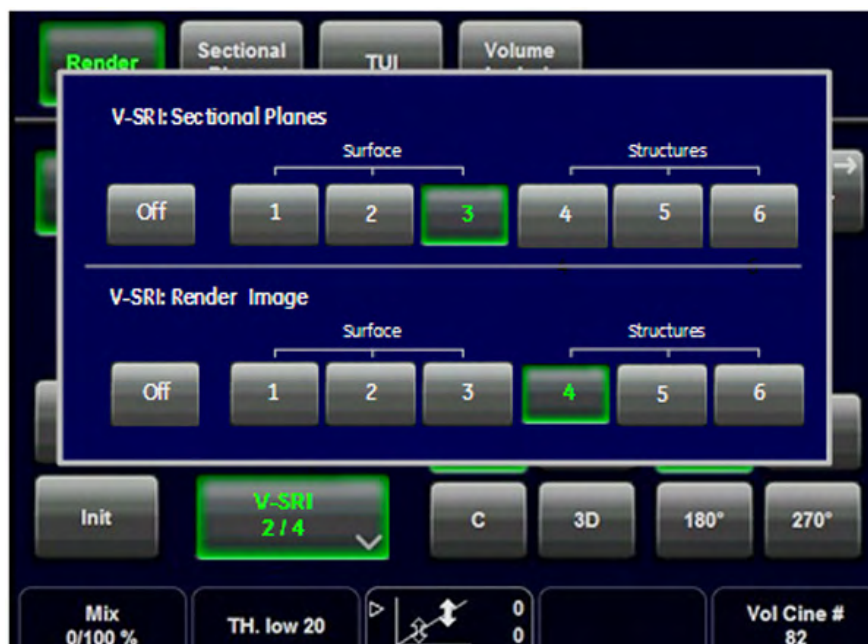 Render Sectional TUI Volume
V-SRI: Sectional Planes
Surface Structures
Off 1 2 3 4 5 6
V-SRI: Render Image
Surface Structures
Off 1 2 3 4 5 6
Init V-SRI C 3D 180° 270°
2 / 4
Mix TH. low 20 0 Vol Cine #
0/100 % 0 82